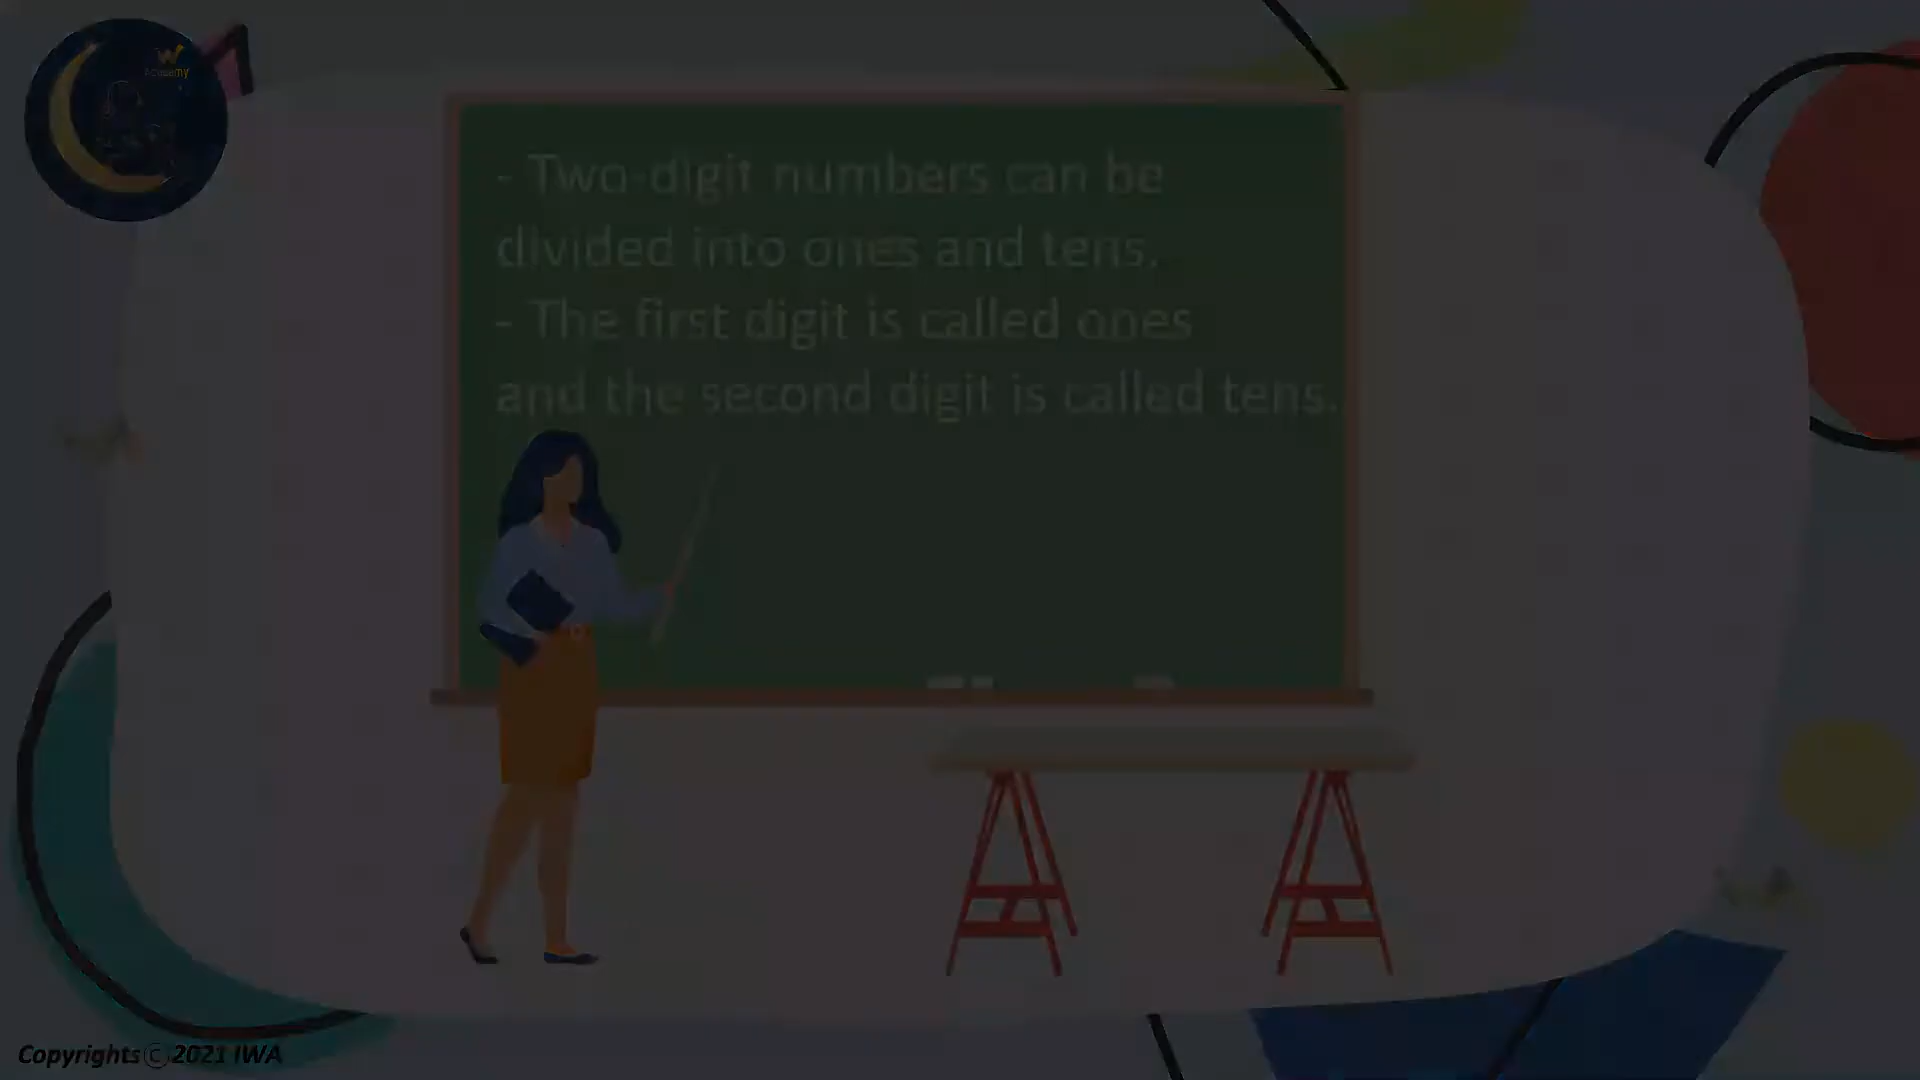 W
Academy
- Two-digit numbers can be
divided into ones and tens.
- The first digit is called ones
and the second digit is called tens.
Copyrights©2021 IWA